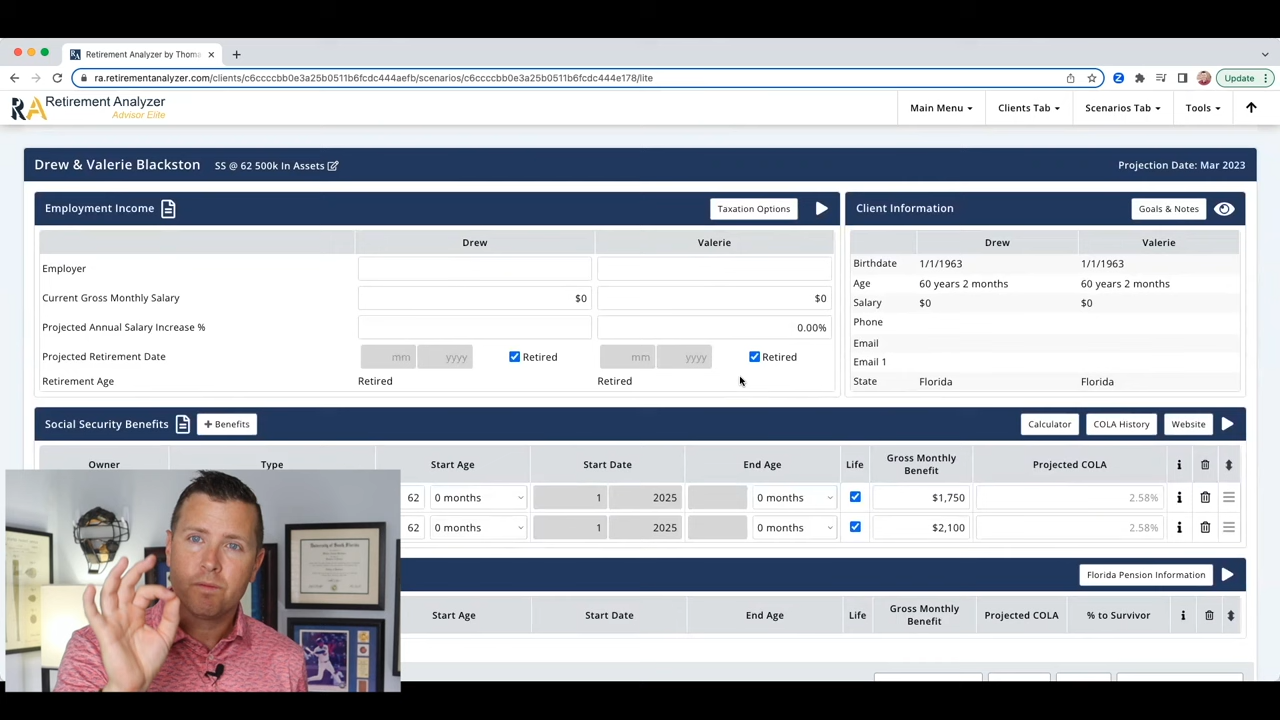 Retirement Analyzer by Thoma
ra.retirementanalyzer.com/clients/c6ccccbb0e3a25b0511b6fcdc444aefb/scenarios/c6ccccbb0e3a25b0511b6fcdc444e178/lite
Update
RA Retirement Analyzer
Advisor Elite
Main Menu
Clients Tab
Scenarios Tab
Tools
Drew & Valerie Blackston
SS @ 62 500k In Assets
Projection Date: Mar 2023
Employment Income
Taxation Options
Drew Valerie
Employer
Current Gross Monthly Salary $0 $0
Projected Annual Salary Increase % 0.00%
Projected Retirement Date mm yyyy Retired mm yyyy Retired
Retirement Age Retired Retired
Client Information
Goals & Notes
Drew Valerie
Birthdate 1/1/1963 1/1/1963
Age 60 years 2 months 60 years 2 months
Salary $0 $0
Phone
Email
Email 1
State Florida Florida
Social Security Benefits
+ Benefits
Calculator
COLA History
Website
Owner Type Start Age Start Date End Age Life Gross Monthly Benefit Projected COLA
62 0 months 1 2025 0 months $1,750 2.58%
62 0 months 1 2025 0 months $2,100 2.58%
Florida Pension Information
Start Age Start Date End Age Life Gross Monthly Benefit Projected COLA % to Survivor